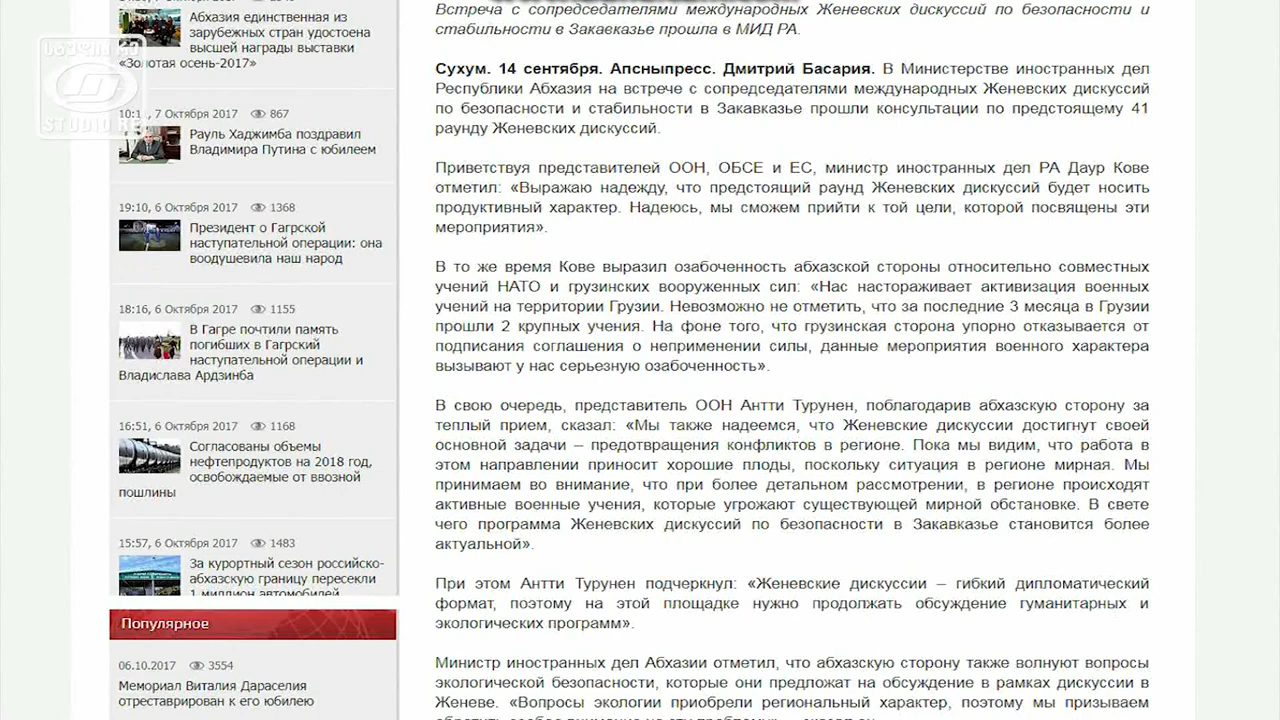 Абхазия единственная из
зарубежных стран удостоена
высшей награды выставки
«Золотая осень-2017»
7 Октября 2017 867
Рауль Хаджимба поздравил
Владимира Путина с юбилеем
19:10, 6 Октября 2017 1368
Президент о Гагрской
наступательной операции: она
воодушевила наш народ
18:16, 6 Октября 2017 1155
В Гагре почтили память
погибших в Гагрский
наступательной операции и
Владислава Ардзинба
16:51, 6 Октября 2017 1168
Согласованы объемы
нефтепродуктов на 2018 год,
освобождаемые от ввозной
пошлины
15:57, 6 Октября 2017 1483
За курортный сезон российско-
абхазскую границу пересекли
1 миллион автомобилей
Популярное
06.10.2017 3554
Мемориал Виталия Дараселия
отреставрирован к его юбилею
Встреча с сопредседателями международных Женевских дискуссий по безопасности и
стабильности в Закавказье прошла в МИД РА.
Сухум. 14 сентября. Апсныпресс. Дмитрий Басария. В Министерстве иностранных дел
Республики Абхазия на встрече с сопредседателями международных Женевских дискуссий
по безопасности и стабильности в Закавказье прошли консультации по предстоящему 41
раунду Женевских дискуссий.
Приветствуя представителей ООН, ОБСЕ и ЕС, министр иностранных дел РА Даур Кове
отметил: «Выражаю надежду, что предстоящий раунд Женевских дискуссий будет носить
продуктивный характер. Надеюсь, мы сможем прийти к той цели, которой посвящены эти
мероприятия».
В то же время Кове выразил озабоченность абхазской стороны относительно совместных
учений НАТО и грузинских вооруженных сил: «Нас настораживает активизация военных
учений на территории Грузии. Невозможно не отметить, что за последние 3 месяца в Грузии
прошли 2 крупных учения. На фоне того, что грузинская сторона упорно отказывается от
подписания соглашения о неприменении силы, данные мероприятия военного характера
вызывают у нас серьезную озабоченность».
В свою очередь, представитель ООН Антти Турунен, поблагодарив абхазскую сторону за
теплый прием, сказал: «Мы также надеемся, что Женевские дискуссии достигнут своей
основной задачи – предотвращения конфликтов в регионе. Пока мы видим, что работа в
этом направлении приносит хорошие плоды, поскольку ситуация в регионе мирная. Мы
принимаем во внимание, что при более детальном рассмотрении, в регионе происходят
активные военные учения, которые угрожают существующей мирной обстановке. В свете
чего программа Женевских дискуссий по безопасности в Закавказье становится более
актуальной».
При этом Антти Турунен подчеркнул: «Женевские дискуссии – гибкий дипломатический
формат, поэтому на этой площадке нужно продолжать обсуждение гуманитарных и
экологических программ».
Министр иностранных дел Абхазии отметил, что абхазскую сторону также волнуют вопросы
экологической безопасности, которые они предложат на обсуждение в рамках дискуссии в
Женеве. «Вопросы экологии приобрели региональный характер, поэтому мы призываем